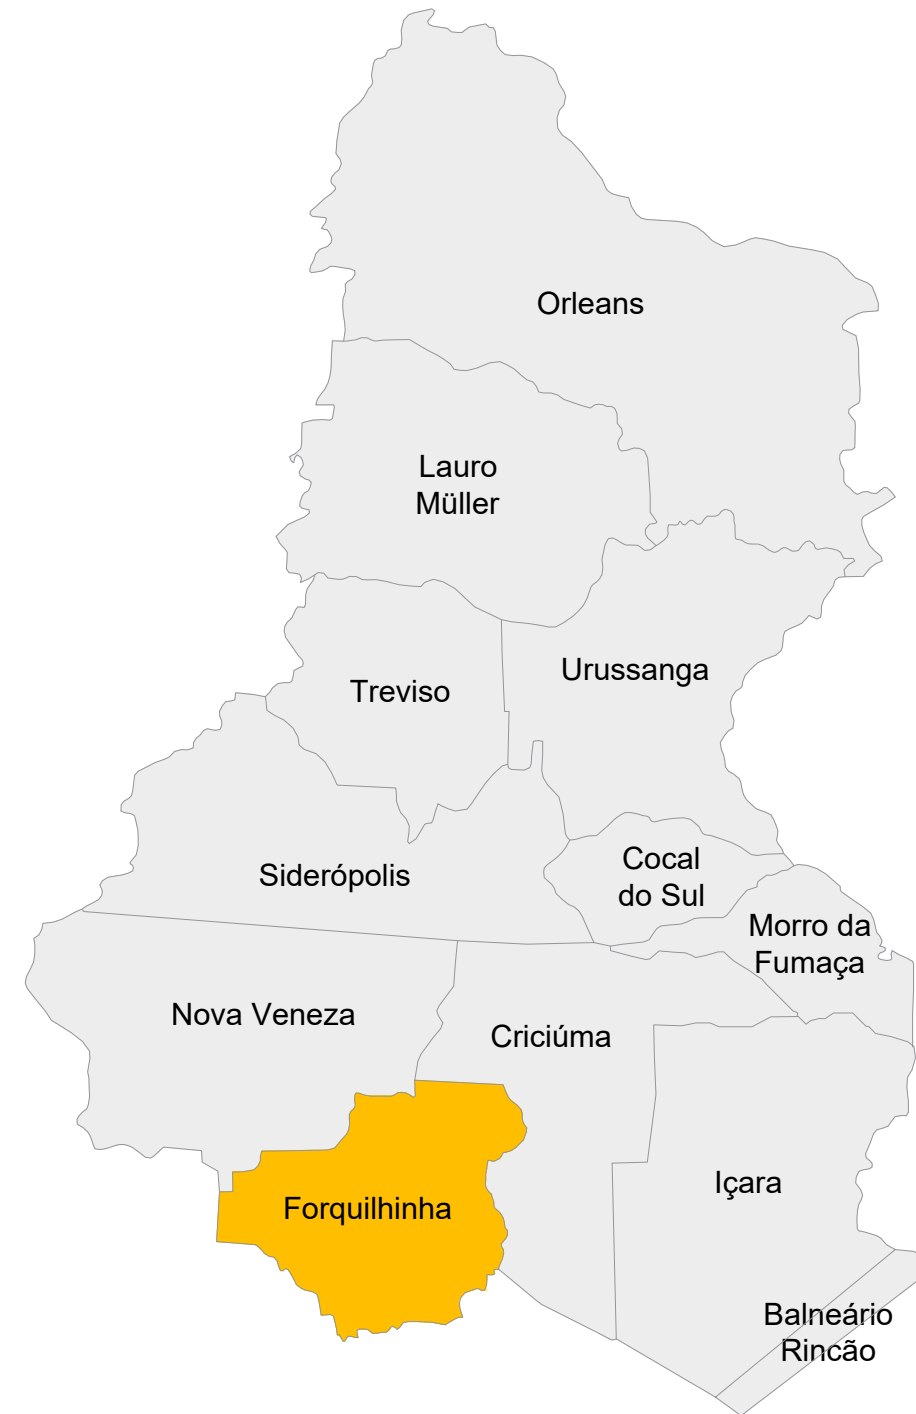 Orleans
Lauro
Müller
Urussanga
Treviso
Cocal
do Sul
Siderópolis
Morro da
Fumaça
Nova Veneza
Criciúma
Içara
Forquilhinha
Balneário
Rincão